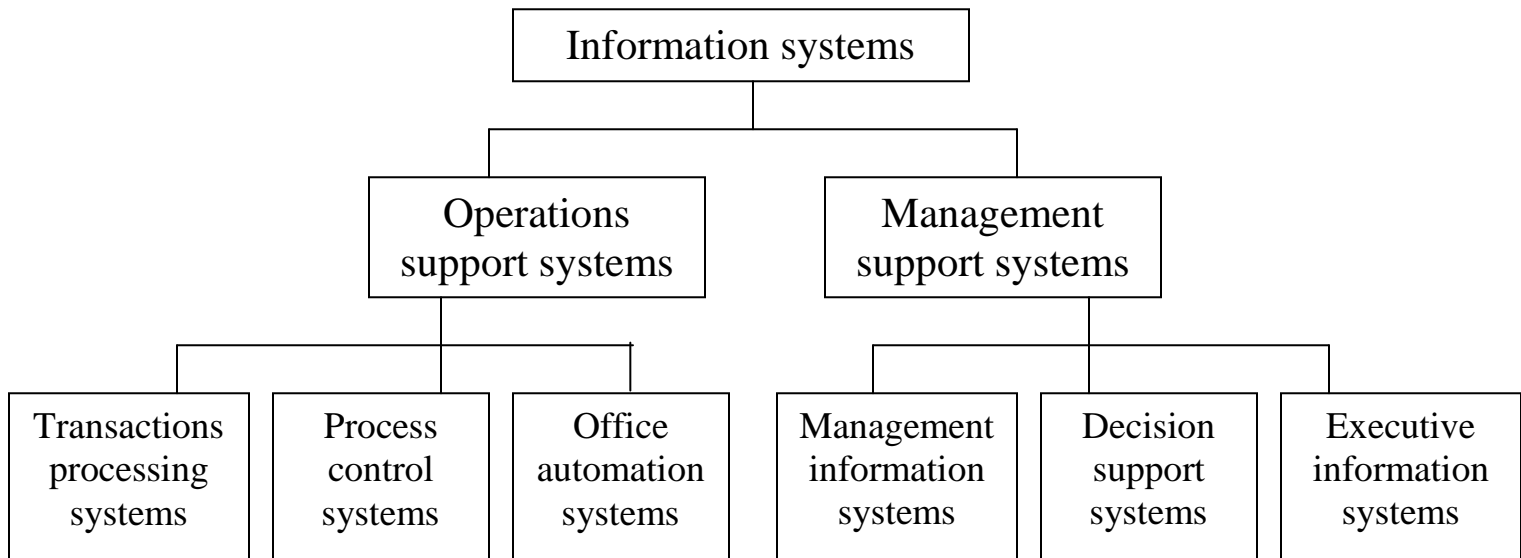 Information systems
Operations
support systems
Management
support systems
Transactions
processing
systems
Process
control
systems
Office
automation
systems
Management
information
systems
Decision
support
systems
Executive
information
systems